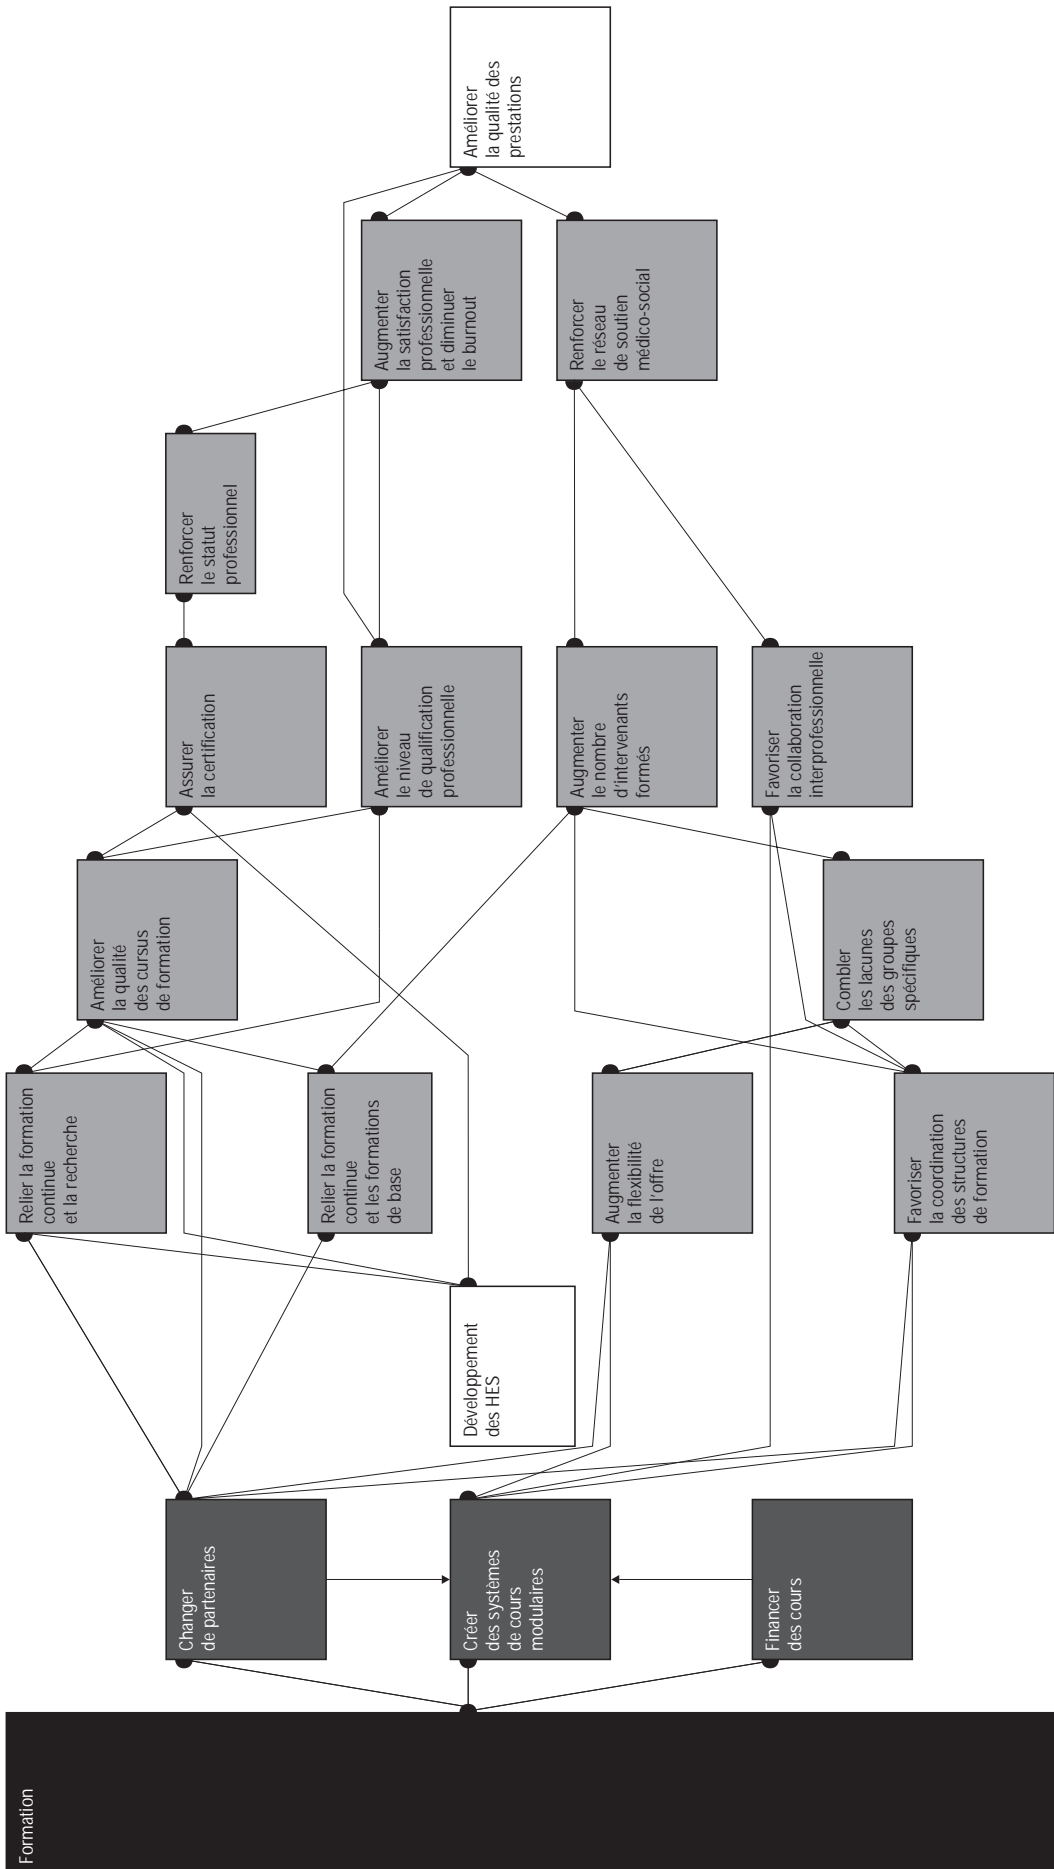 Formation
Changer
de partenaires
Créer
des systèmes
de cours
modulaires
Financer
des cours
Développement
des HES
Relier la formation
continue
et la recherche
Relier la formation
continue
et les formations
de base
Augmenter
la flexibilité
de l'offre
Favoriser
la coordination
des structures
de formation
Améliorer
la qualité
des cursus
de formation
Combler
les lacunes
des groupes
spécifiques
Assurer
la certification
Améliorer
le niveau
de qualification
professionnelle
Augmenter
le nombre
d'intervenants
formés
Favoriser
la collaboration
interprofessionnelle
Renforcer
le statut
professionnel
Augmenter
la satisfaction
professionnelle
et diminuer
le burnout
Renforcer
le réseau
de soutien
médico-social
Améliorer
la qualité des
prestations